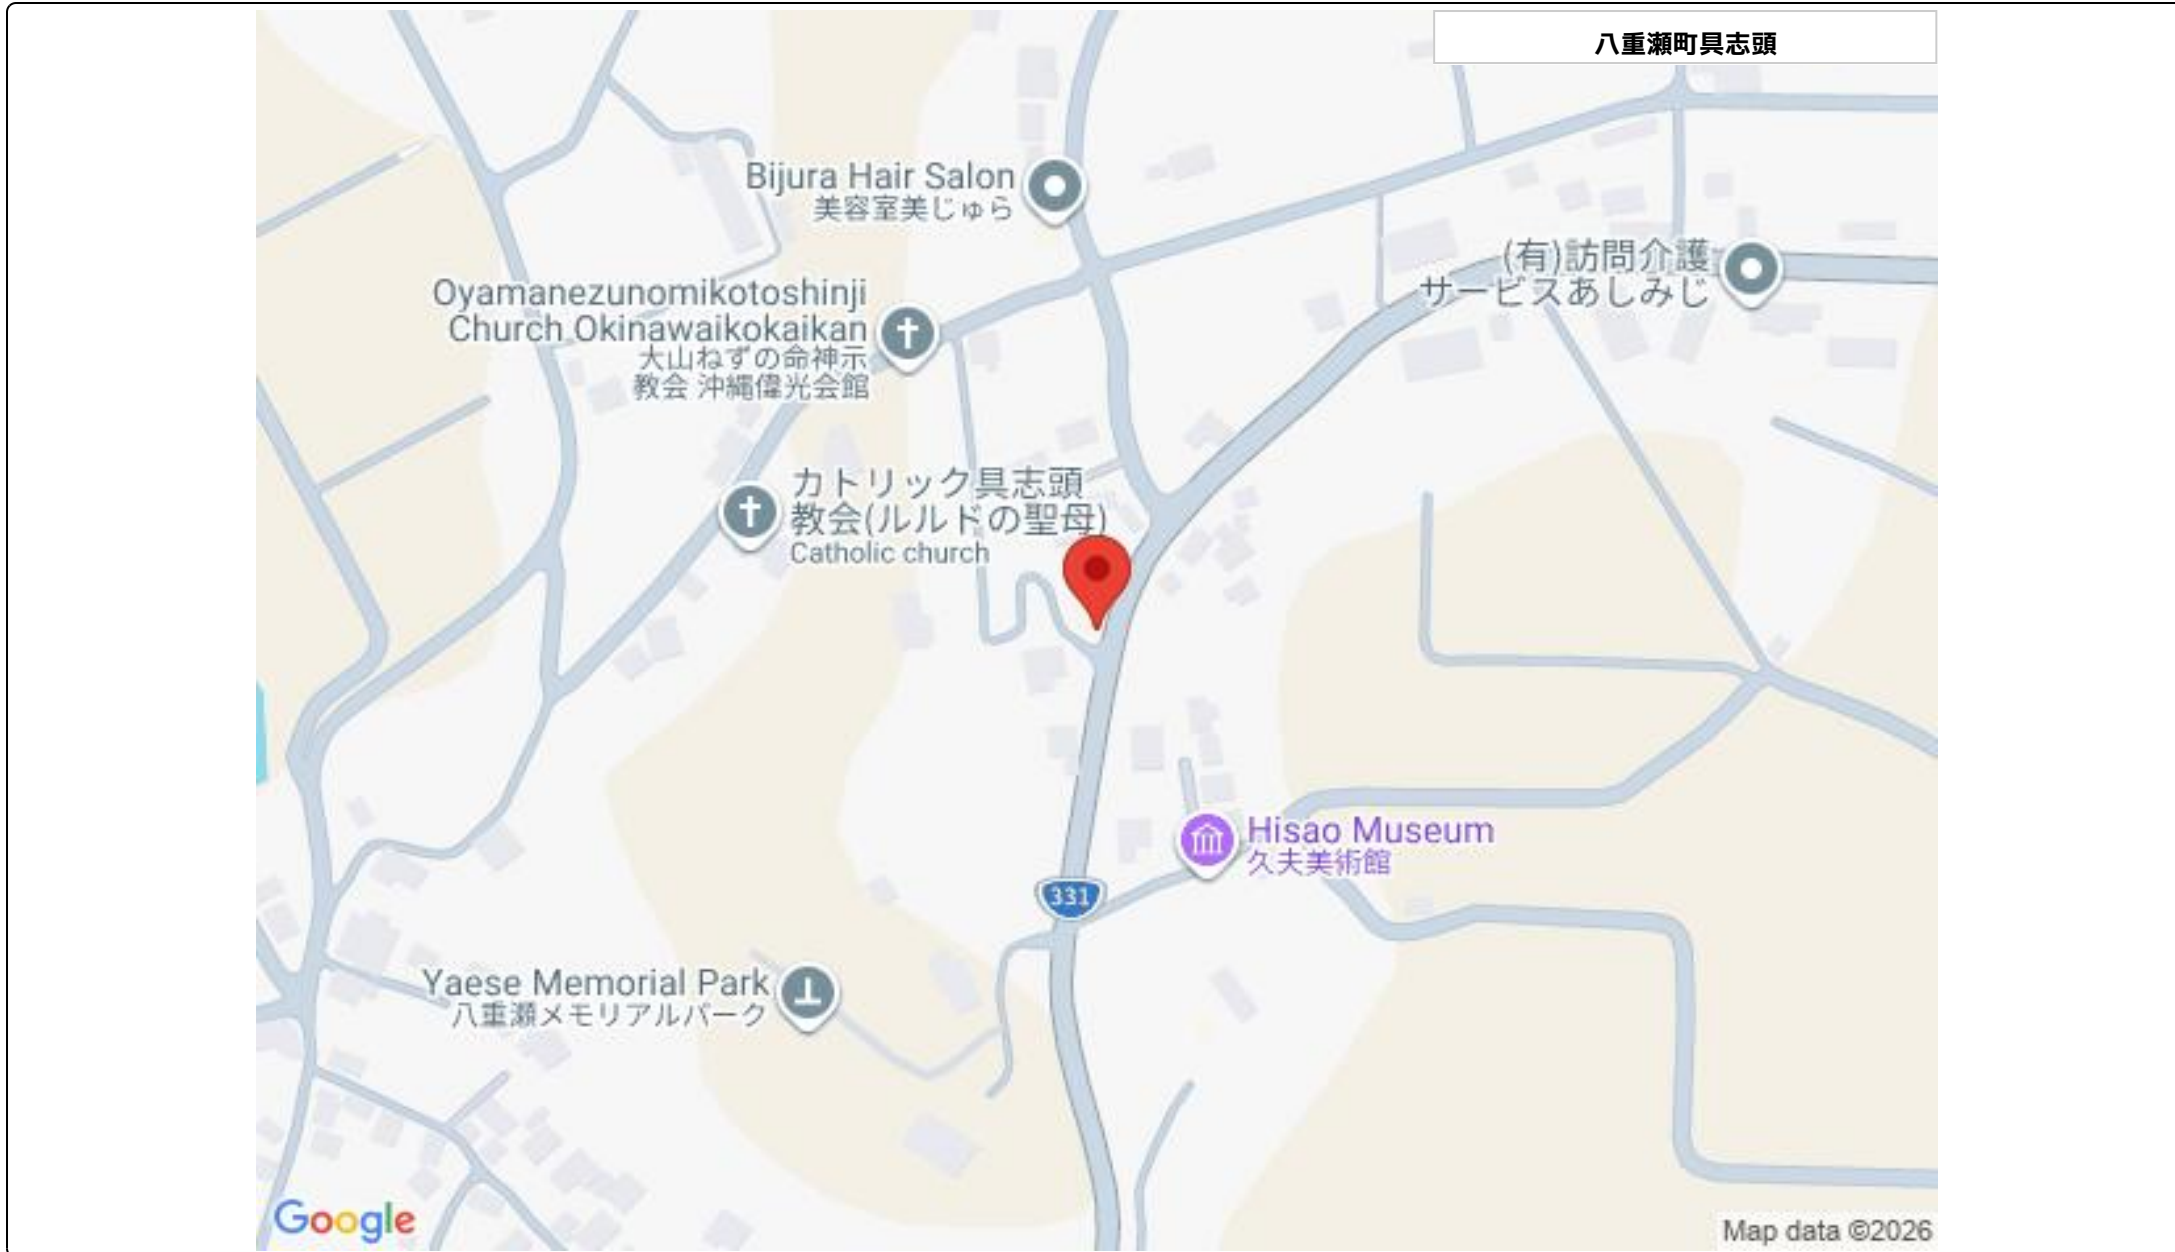 八重瀬町具志頭
Bijura Hair Salon
美容室美じゅら
(有)訪問介護
サービスあしみじ
Oyamanezunomikotoshinji
Church Okinawaikokaikan
大山ねずの命神示
教会 沖縄偉光会館
カトリック具志頭
教会(ルルドの聖母)
Catholic church
Hisao Museum
久夫美術館
331
Yaese Memorial Park
八重瀬メモリアルパーク
Google
Map data ©2026